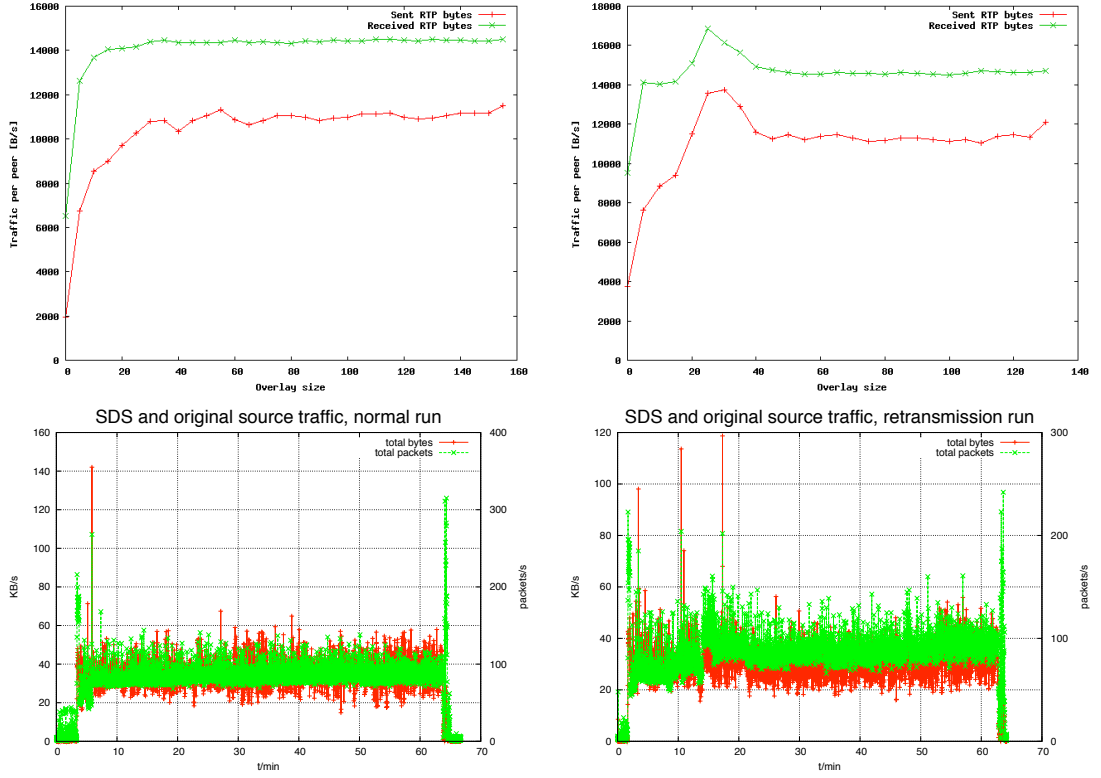 Sent RTP bytes
Received RTP bytes
Traffic per peer [B/s]
16000
14000
12000
10000
8000
6000
4000
2000
0
0 20 40 60 80 100 120 140 160
Overlay size
Sent RTP bytes
Received RTP bytes
Traffic per peer [B/s]
18000
16000
14000
12000
10000
8000
6000
4000
2000
0
0 20 40 60 80 100 120 140
Overlay size
SDS and original source traffic, normal run
total bytes
total packets
KB/s
160
140
120
100
80
60
40
20
0
packets/s
400
300
200
100
0
0 10 20 30 40 50 60 70
t/min
SDS and original source traffic, retransmission run
total bytes
total packets
KB/s
120
100
80
60
40
20
0
packets/s
300
250
200
150
100
50
0
0 10 20 30 40 50 60 70
t/min